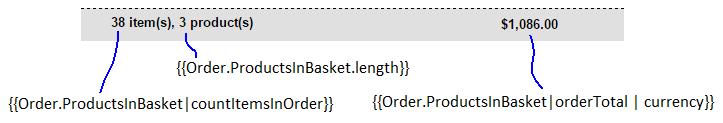 38 item(s), 3 product(s) $1,086.00
{{Order.ProductsInBasket.length}}
{{Order.ProductsInBasket|countItemsInOrder}} {{Order.ProductsInBasket|orderTotal | currency}}